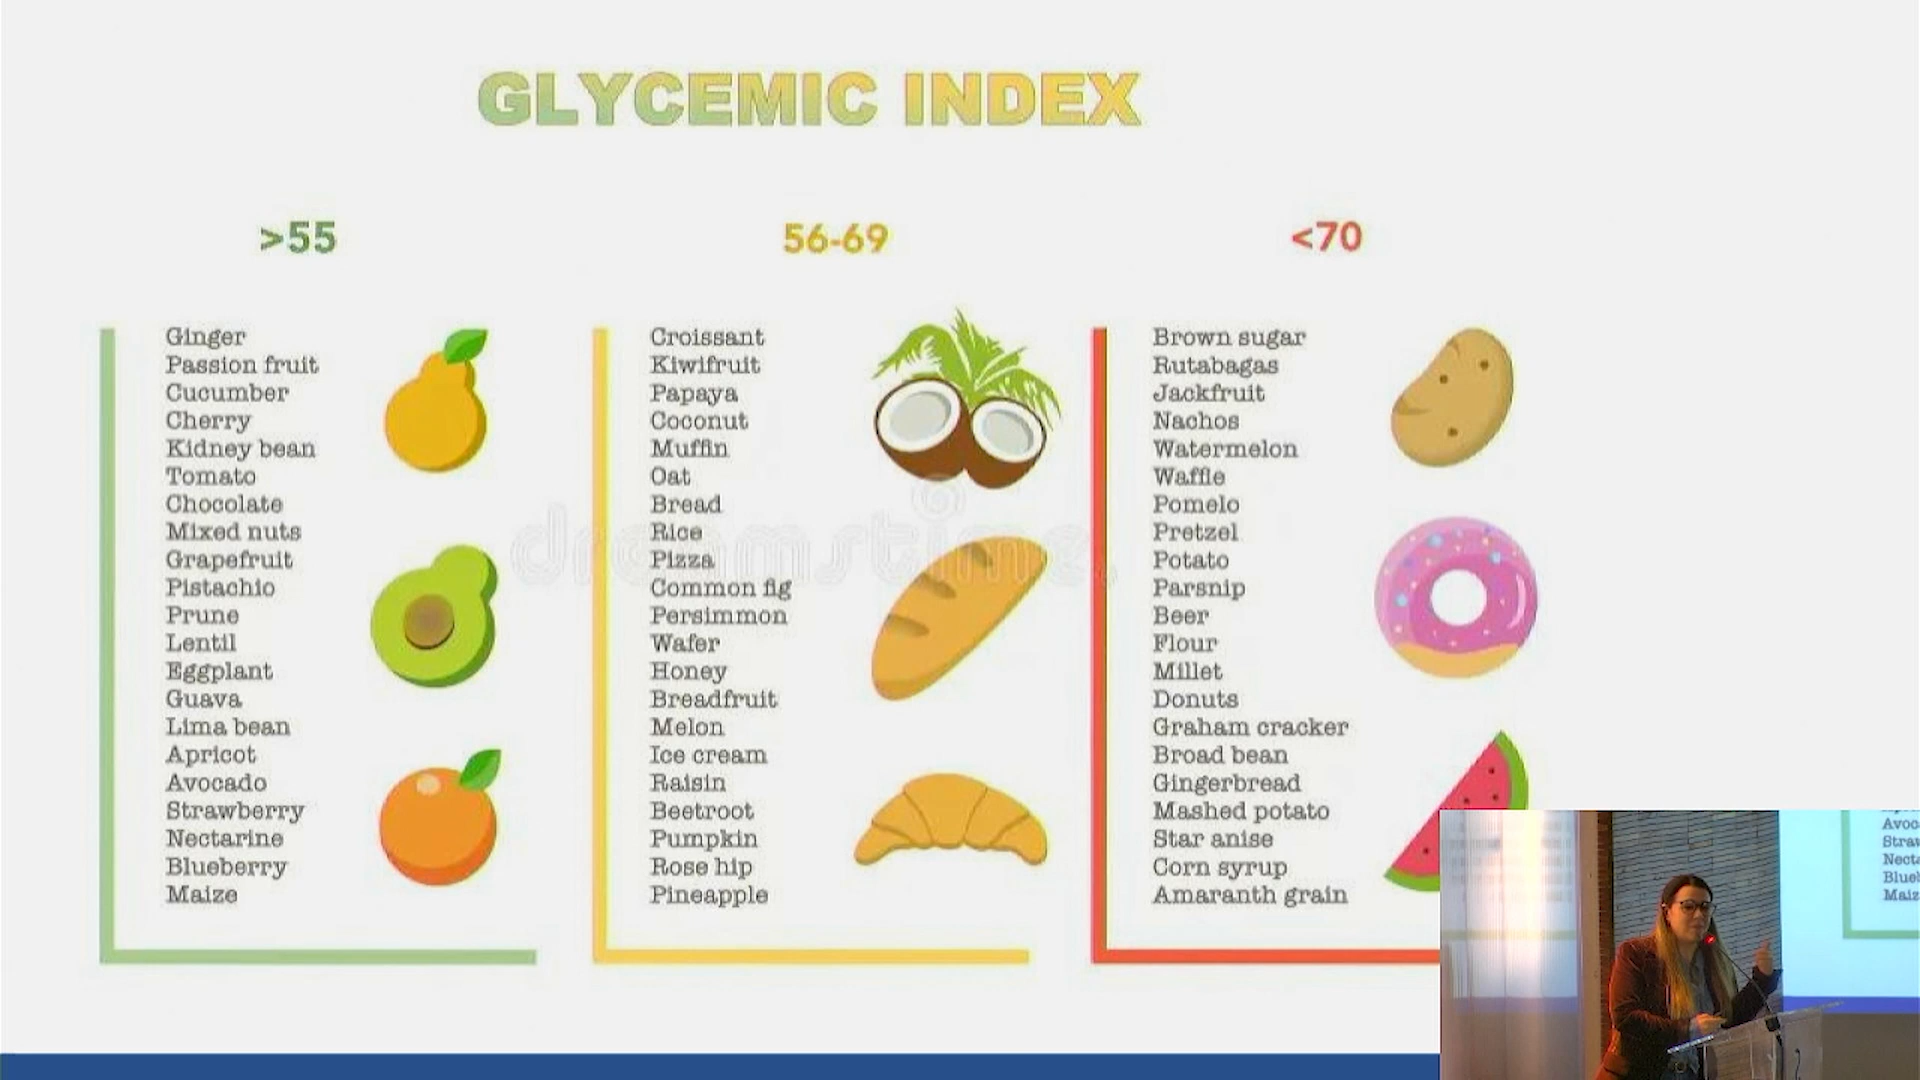 GLYCEMIC INDEX
>55
Ginger
Passion fruit
Cucumber
Cherry
Kidney bean
Tomato
Chocolate
Mixed nuts
Grapefruit
Pistachio
Prune
Lentil
Eggplant
Guava
Lima bean
Apricot
Avocado
Strawberry
Nectarine
Blueberry
Maize
56-69
Croissant
Kiwifruit
Papaya
Coconut
Muffin
Oat
Bread
Rice
Pizza
Common fig
Persimmon
Wafer
Honey
Breadfruit
Melon
Ice cream
Raisin
Beetroot
Pumpkin
Rose hip
Pineapple
<70
Brown sugar
Rutabagas
Jackfruit
Nachos
Watermelon
Waffle
Pomelo
Pretzel
Potato
Parsnip
Beer
Flour
Millet
Donuts
Graham cracker
Broad bean
Gingerbread
Mashed potato
Star anise
Corn syrup
Amaranth grain
dreamstime.